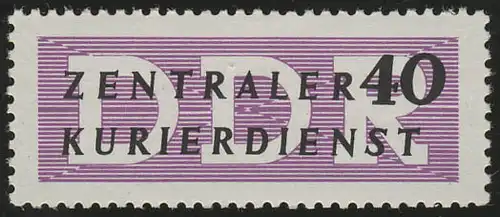 DDR
ZENTRALER 40
KURIERDIENST